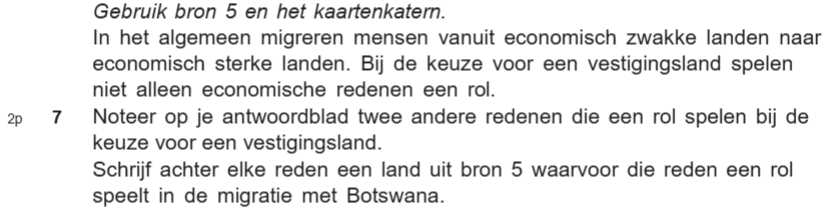 Gebruik bron 5 en het kaartenkatern.
In het algemeen migreren mensen vanuit economisch zwakke landen naar
economisch sterke landen. Bij de keuze voor een vestigingsland spelen
niet alleen economische redenen een rol.
2p 7 Noteer op je antwoordblad twee andere redenen die een rol spelen bij de
keuze voor een vestigingsland.
Schrijf achter elke reden een land uit bron 5 waarvoor die reden een rol
speelt in de migratie met Botswana.